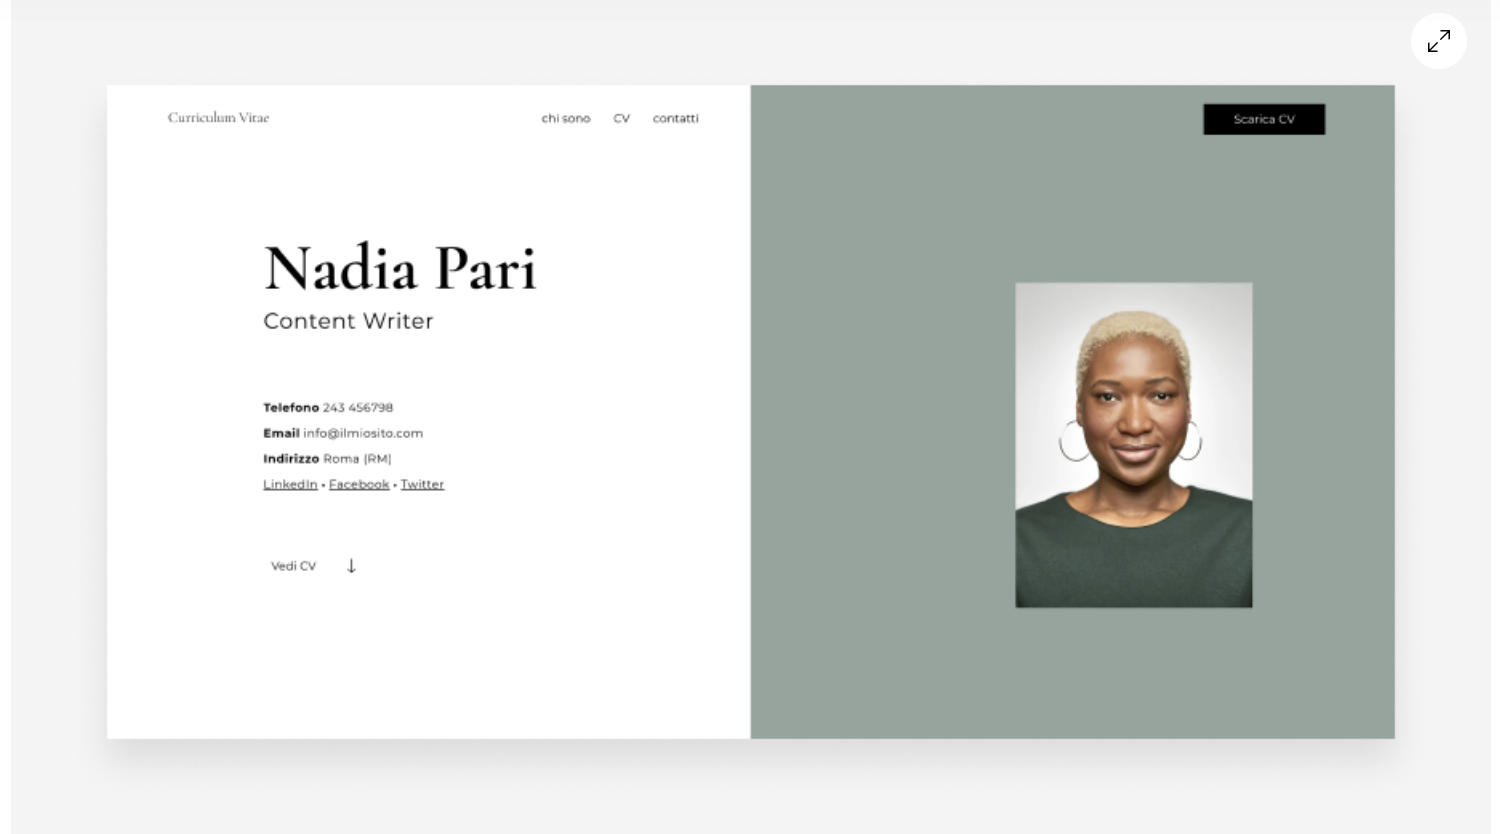 Curriculum Vitae
chi sono CV contatti
Scarica CV
Nadia Pari
Content Writer
Telefono 243 456798
Email info@ilmiosito.com
Indirizzo Roma (RM)
LinkedIn • Facebook • Twitter
Vedi CV ↓